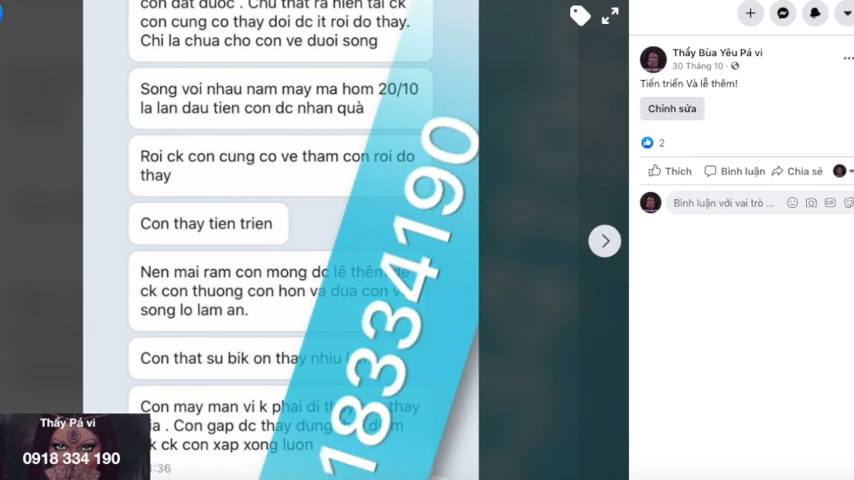 con dat duoc . Chu that ra hien tai ck
con cung co thay doi dc it roi do thay.
Chi la chua cho con ve duoi song
Song voi nhau nam may ma hom 20/10
la lan dau tien con dc nhan quà
Roi ck con cung co ve tham con roi do
thay
Con thay tien trien
Nen mai ram con mong dc lê thêm
ck con thuong con hon va dua con
song lo lam an.
Con that su bik on thay nhiu
Con may man vi k phai di thay
Con gap dc thay dung
ck con xap xong luon
:36
18334190
Thầy Pá vi
0918 334 190
Thầy Bùa Yêu Pá vi
30 Tháng 10
Tiến triển Và lễ thêm!
Chỉnh sửa
2
Thích
Bình luận
Chia sẻ
Bình luận với vai trò ...